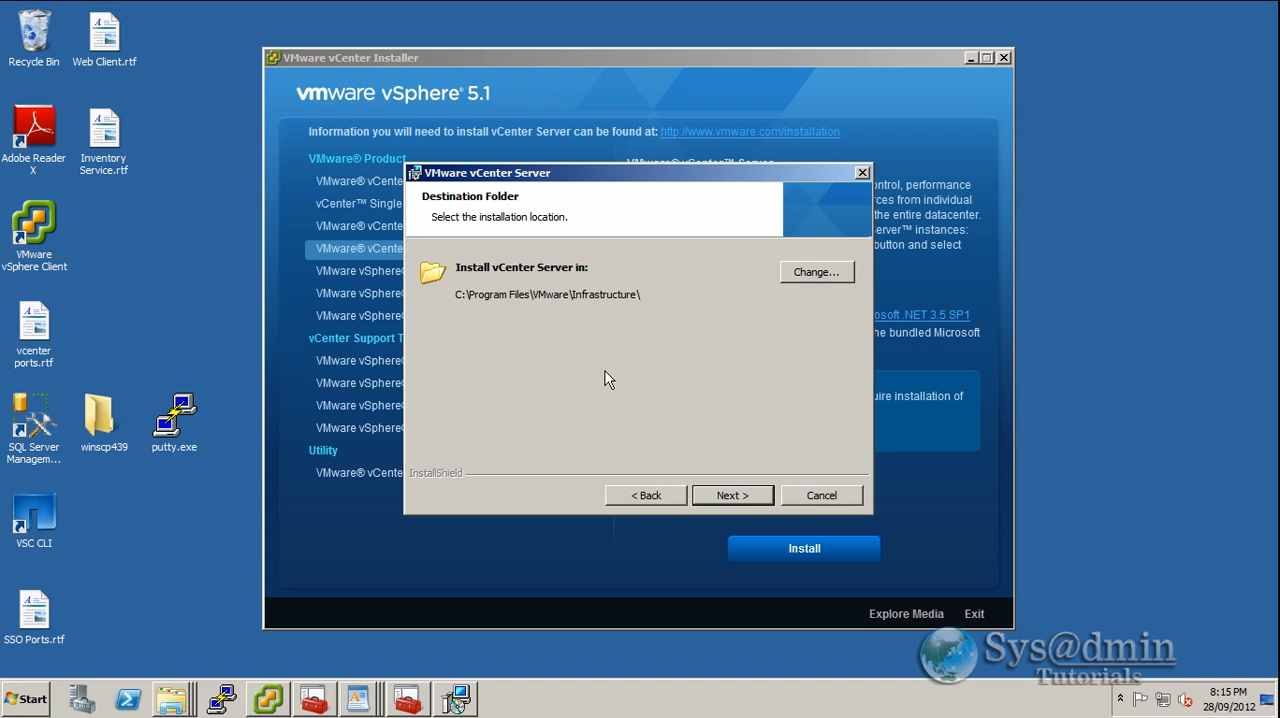 Recycle Bin
Web Client.rtf
Adobe Reader
X
Inventory
Service.rtf
VMware
vSphere Client
vcenter
ports.rtf
SQL Server
Managem...
winscp439
putty.exe
VSC CLI
SSO Ports.rtf
VMware vCenter Installer
vmware vSphere® 5.1
Information you will need to install vCenter Server can be found at: http://www.vmware.com/installation
VMware® Product
VMware® vCente
vCenter™ Single
VMware® vCente
VMware® vCente
VMware vSphere®
VMware vSphere®
VMware vSphere®
vCenter Support T
VMware vSphere®
VMware vSphere®
VMware vSphere®
VMware vSphere®
Utility
VMware® vCente
VMware® vCenter™ Server
ntrol, performance
rces from individual
the entire datacenter.
erver™ instances:
button and select
osoft .NET 3.5 SP1
he bundled Microsoft
uire installation of
VMware vCenter Server
Destination Folder
Select the installation location.
Install vCenter Server in:
Change...
C:\Program Files\VMware\Infrastructure\
InstallShield
< Back
Next >
Cancel
Install
Explore Media
Exit
Sys@dmin
Tutorials
Start
8:15 PM
28/09/2012